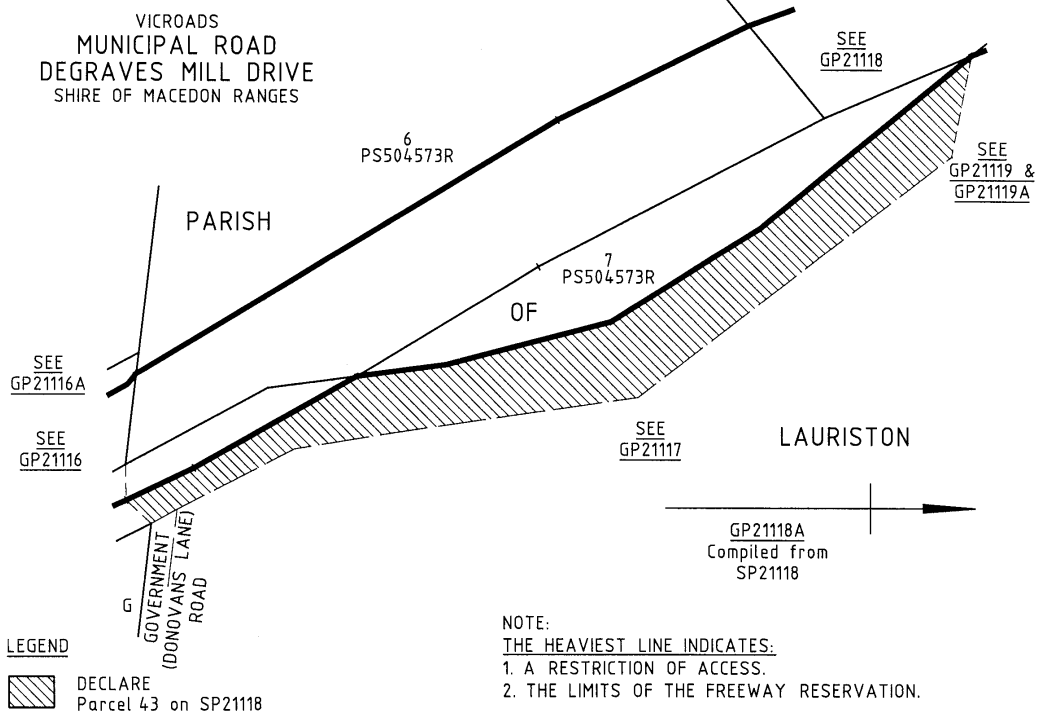 VICROADS
MUNICIPAL ROAD
DEGRAVES MILL DRIVE
SHIRE OF MACEDON RANGES
SEE
GP21118
6
PS504573R
SEE
GP21119 &
GP21119A
PARISH
7
PS504573R
OF
SEE
GP21116A
SEE
GP21116
SEE
GP21117
LAURISTON
GP21118A
Compiled from
SP21118
G
GOVERNMENT
(DONOVANS LANE)
ROAD
LEGEND
DECLARE
Parcel 43 on SP21118
NOTE:
THE HEAVIEST LINE INDICATES:
1. A RESTRICTION OF ACCESS.
2. THE LIMITS OF THE FREEWAY RESERVATION.